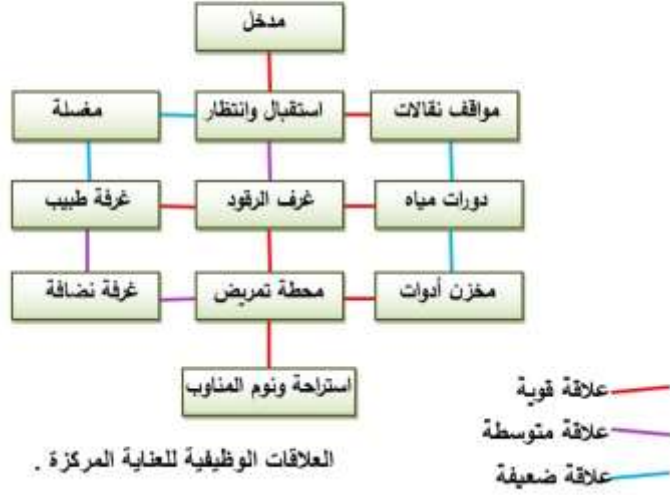 مدخل
مواقف نقالات
استقبال وانتظار
مغسلة
دورات مياه
غرف الرقود
غرفة طبيب
مخزن أدوات
محطة تمريض
غرفة نضافة
استراحة ونوم المناوب
علاقة قوية
علاقة متوسطة
علاقة ضعيفة
العلاقات الوظيفية للعناية المركزة .